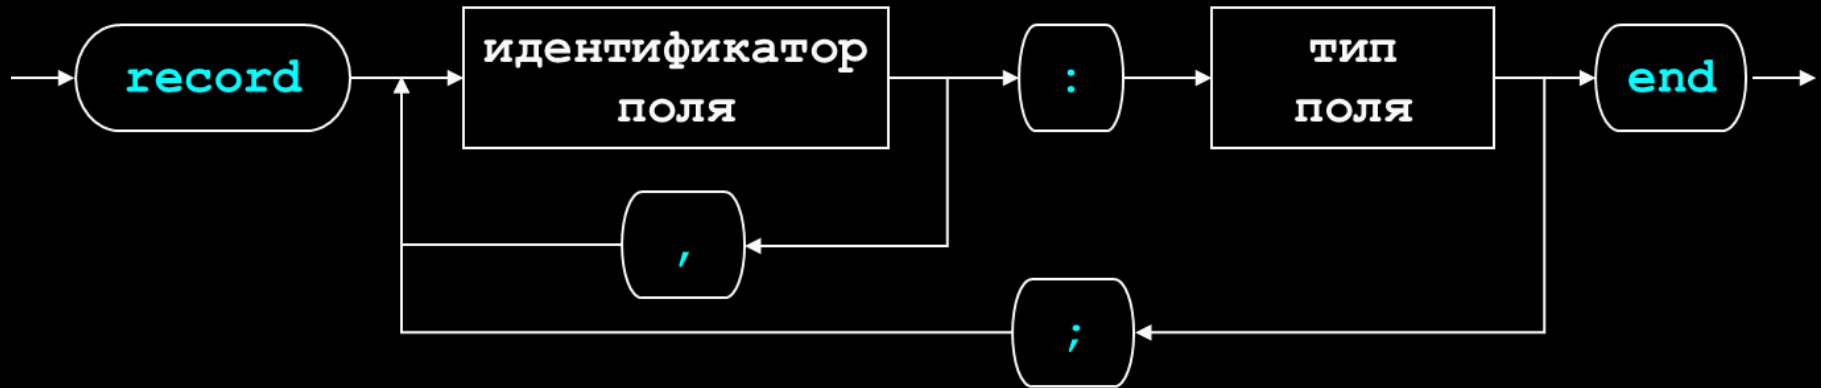 record
идентификатор
поля
:
тип
поля
end
,
;